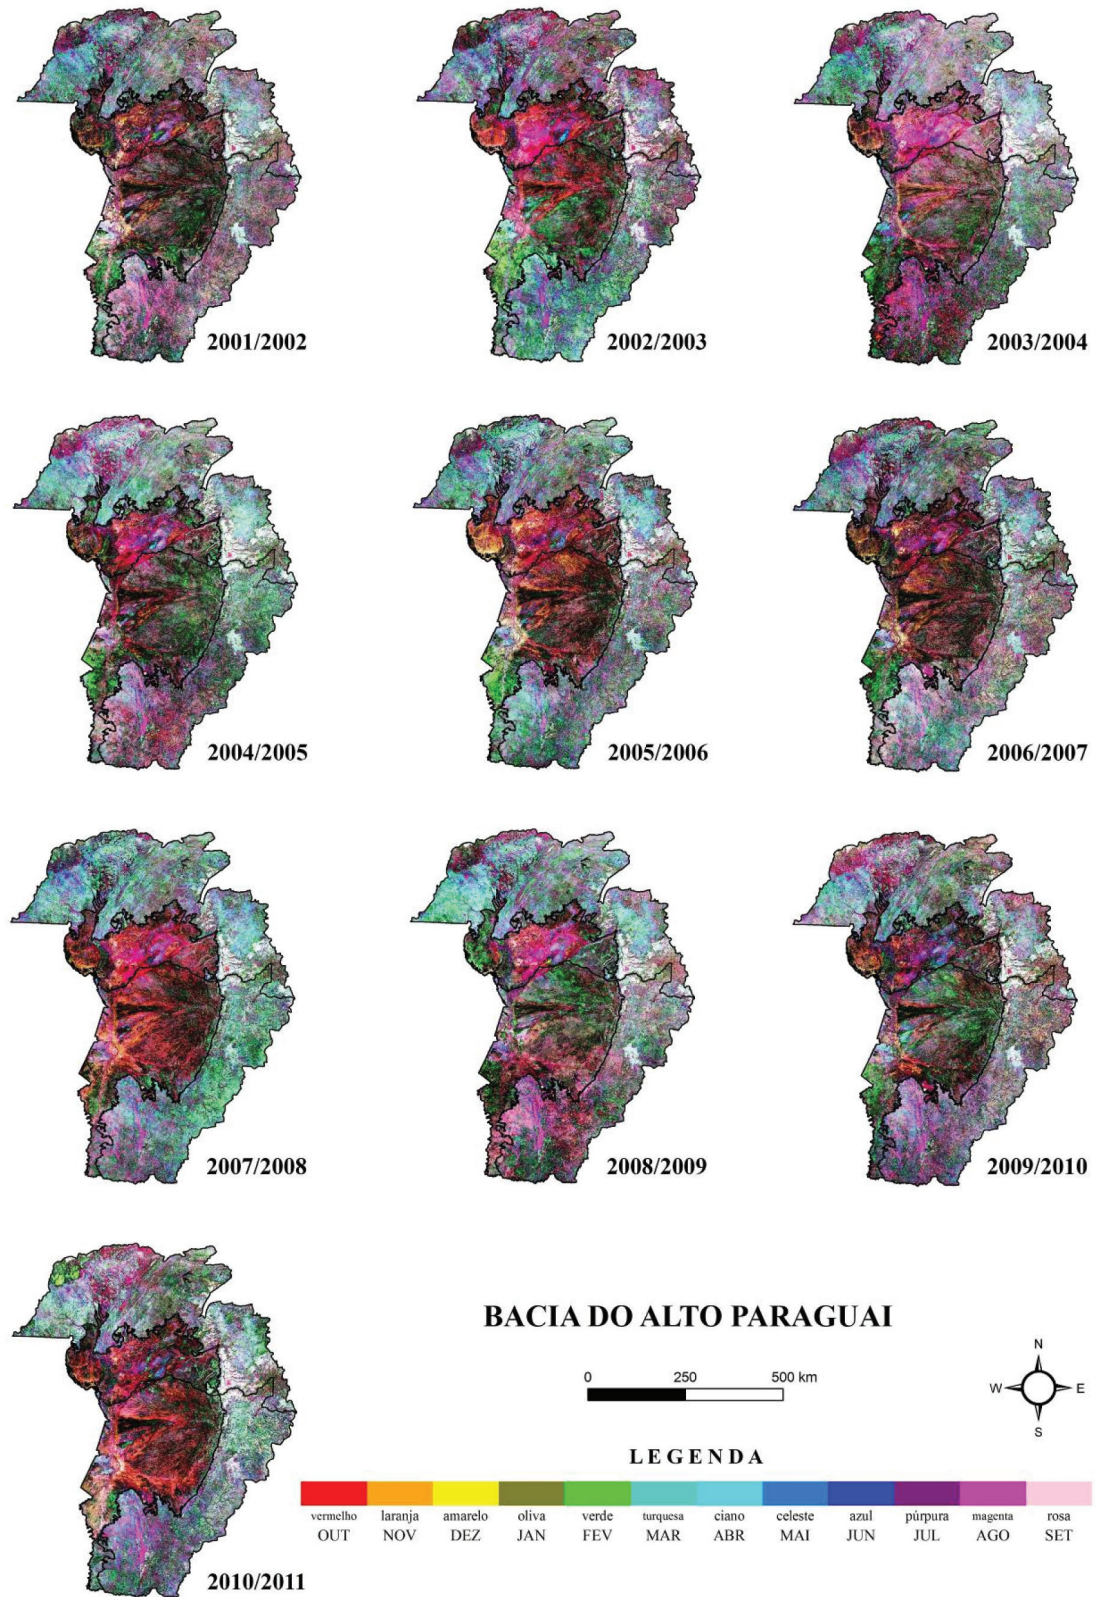 2001/2002
2002/2003
2003/2004
2004/2005
2005/2006
2006/2007
2007/2008
2008/2009
2009/2010
2010/2011
BACIA DO ALTO PARAGUAI
0 250 500 km
N
W E
S
LEGENDA
vermelho laranja amarelo oliva verde turquesa ciano celeste azul púrpura magenta rosa
OUT NOV DEZ JAN FEV MAR ABR MAI JUN JUL AGO SET